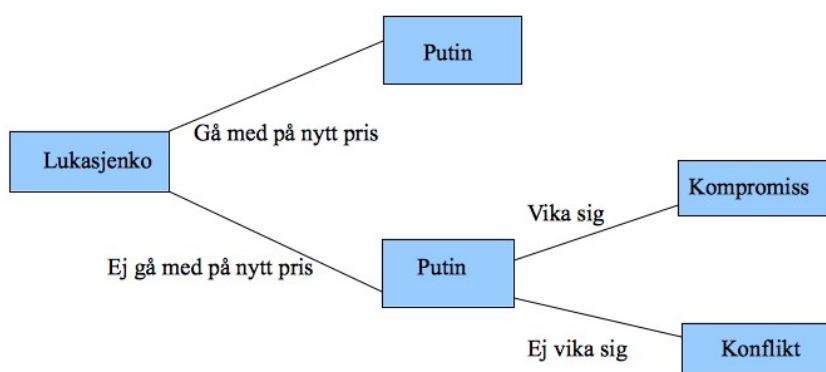 Putin
Gå med på nytt pris
Lukasjenko
Kompromiss
Vika sig
Ej gå med på nytt pris
Putin
Ej vika sig
Konflikt